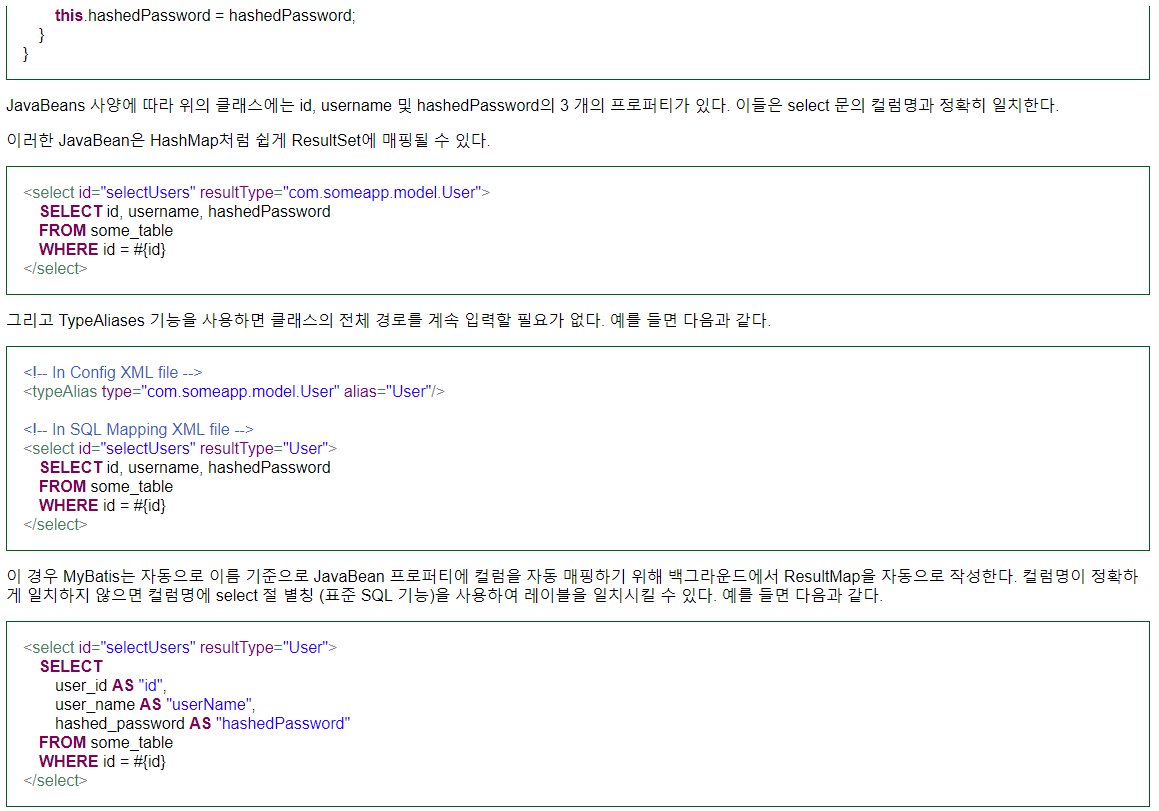 this.hashedPassword = hashedPassword;
}
}
JavaBeans 사양에 따라 위의 클래스에는 id, username 및 hashedPassword의 3 개의 프로퍼티가 있다. 이들은 select 문의 컬럼명과 정확히 일치한다.
이러한 JavaBean은 HashMap처럼 쉽게 ResultSet에 매핑될 수 있다.
<select id="selectUsers" resultType="com.someapp.model.User">
SELECT id, username, hashedPassword
FROM some_table
WHERE id = #{id}
</select>
그리고 TypeAliases 기능을 사용하면 클래스의 전체 경로를 계속 입력할 필요가 없다. 예를 들면 다음과 같다.
<!-- In Config XML file -->
<typeAlias type="com.someapp.model.User" alias="User"/>
<!-- In SQL Mapping XML file -->
<select id="selectUsers" resultType="User">
SELECT id, username, hashedPassword
FROM some_table
WHERE id = #{id}
</select>
이 경우 MyBatis는 자동으로 이름 기준으로 JavaBean 프로퍼티에 컬럼을 자동 매핑하기 위해 백그라운드에서 ResultMap을 자동으로 작성한다. 컬럼명이 정확하
게 일치하지 않으면 컬럼명에 select 절 별칭 (표준 SQL 기능)을 사용하여 레이블을 일치시킬 수 있다. 예를 들면 다음과 같다.
<select id="selectUsers" resultType="User">
SELECT
user_id AS "id",
user_name AS "userName",
hashed_password AS "hashedPassword"
FROM some_table
WHERE id = #{id}
</select>